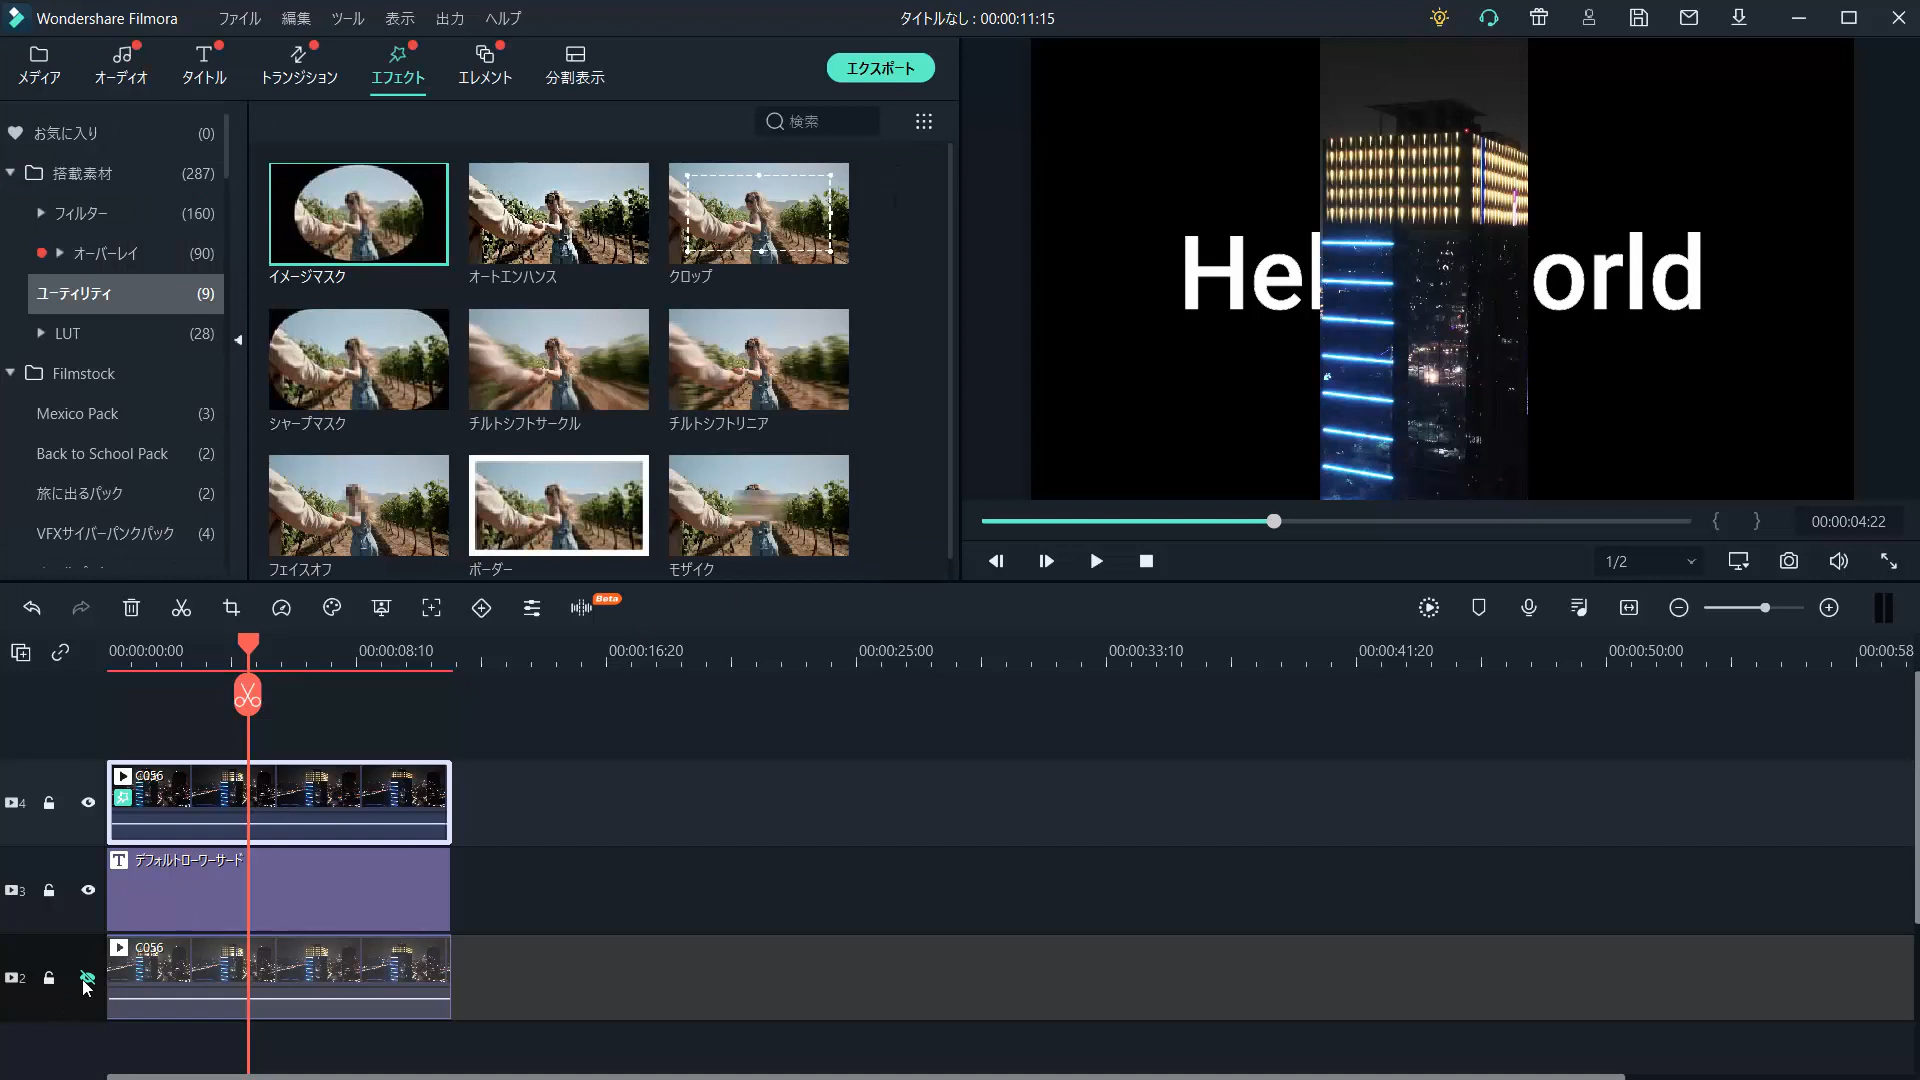 Wondershare Filmora ファイル 編集 ツール 表示 出力 ヘルプ タイトルなし : 00:00:11:15
メディア オーディオ タイトル トランジション エフェクト エレメント 分割表示 エクスポート
お気に入り (0)
検索
搭載素材 (287)
フィルター (160)
オーバーレイ (90)
ユーティリティ (9)
LUT (28)
Filmstock
Mexico Pack (3)
Back to School Pack (2)
旅に出るパック (2)
VFXサイバーパンクパック (4)
イメージマスク オートエンハンス クロップ
シャープマスク チルトシフトサークル チルトシフトリニア
フェイスオフ ボーダー モザイク
Hel orld
{ } 00:00:04:22
1/2
Beta
00:00:00:00 00:00:08:10 00:00:16:20 00:00:25:00 00:00:33:10 00:00:41:20 00:00:50:00 00:00:58
C056
4
T デフォルトローワーサード
3
C056
2